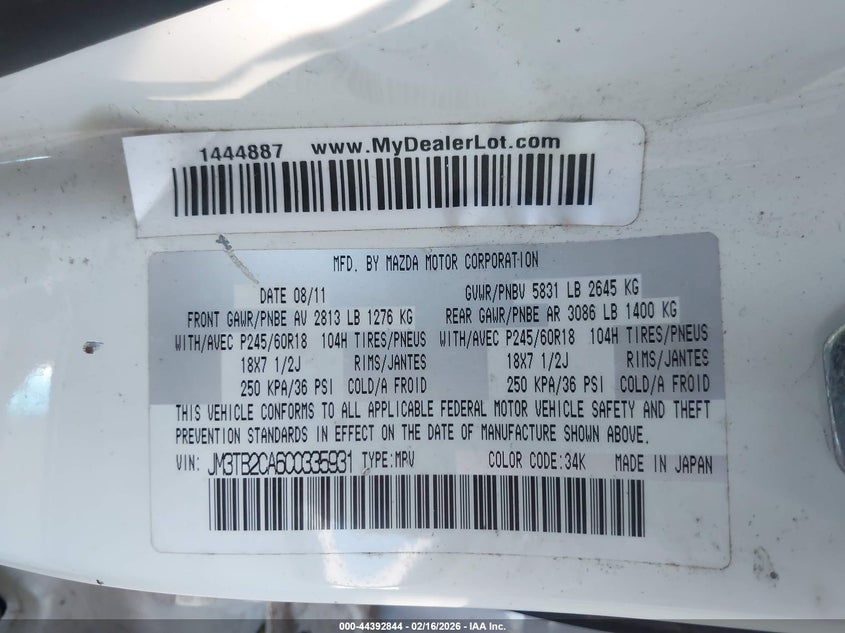 1444887 www.MyDealerLot.com
MFD. BY MAZDA MOTOR CORPORATION
DATE 08/11 GVWR/PNBV 5831 LB 2645 KG
FRONT GAWR/PNBE AV 2813 LB 1276 KG REAR GAWR/PNBE AR 3086 LB 1400 KG
WITH/AVEC P245/60R18 104H TIRES/PNEUS WITH/AVEC P245/60R18 104H TIRES/PNEUS
18X7 1/2J RIMS/JANTES 18X7 1/2J RIMS/JANTES
250 KPA/36 PSI COLD/A FROID 250 KPA/36 PSI COLD/A FROID
THIS VEHICLE CONFORMS TO ALL APPLICABLE FEDERAL MOTOR VEHICLE SAFETY AND THEFT
PREVENTION STANDARDS IN EFFECT ON THE DATE OF MANUFACTURE SHOWN ABOVE.
VIN: JM3TB2CA6C0335931 TYPE:MPV COLOR CODE:34K MADE IN JAPAN
000-44392844 | 02/16/2026 - IAA Inc.